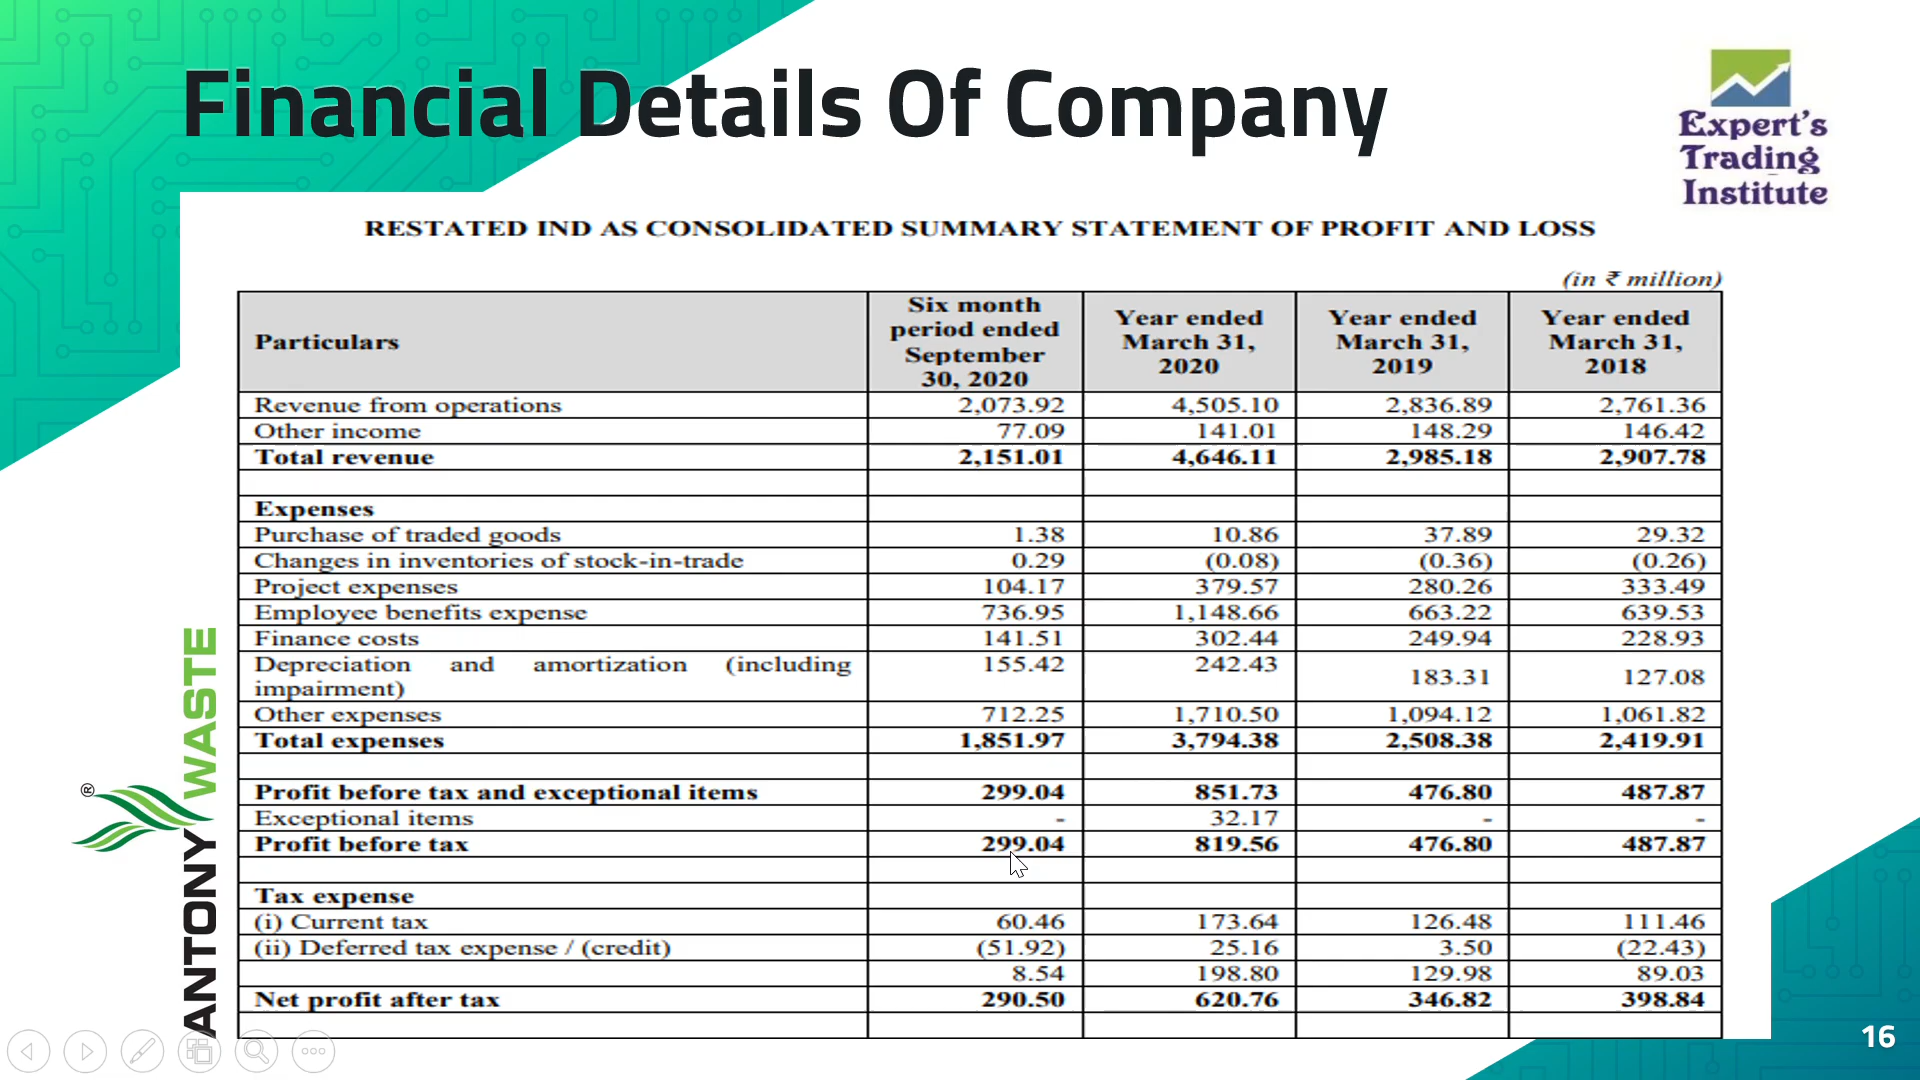 Financial Details Of Company
Expert's
Trading
Institute
RESTATED IND AS CONSOLIDATED SUMMARY STATEMENT OF PROFIT AND LOSS
(in ₹ million)
Particulars
Six month period ended September 30, 2020
Year ended March 31, 2020
Year ended March 31, 2019
Year ended March 31, 2018
Revenue from operations 2,073.92 4,505.10 2,836.89 2,761.36
Other income 77.09 141.01 148.29 146.42
Total revenue 2,151.01 4,646.11 2,985.18 2,907.78
Expenses
Purchase of traded goods 1.38 10.86 37.89 29.32
Changes in inventories of stock-in-trade 0.29 (0.08) (0.36) (0.26)
Project expenses 104.17 379.57 280.26 333.49
Employee benefits expense 736.95 1,148.66 663.22 639.53
Finance costs 141.51 302.44 249.94 228.93
Depreciation and amortization (including impairment) 155.42 242.43 183.31 127.08
Other expenses 712.25 1,710.50 1,094.12 1,061.82
Total expenses 1,851.97 3,794.38 2,508.38 2,419.91
Profit before tax and exceptional items 299.04 851.73 476.80 487.87
Exceptional items - 32.17 - -
Profit before tax 299.04 819.56 476.80 487.87
Tax expense
(i) Current tax 60.46 173.64 126.48 111.46
(ii) Deferred tax expense / (credit) (51.92) 25.16 3.50 (22.43)
8.54 198.80 129.98 89.03
Net profit after tax 290.50 620.76 346.82 398.84
ANTONY WASTE
®
16